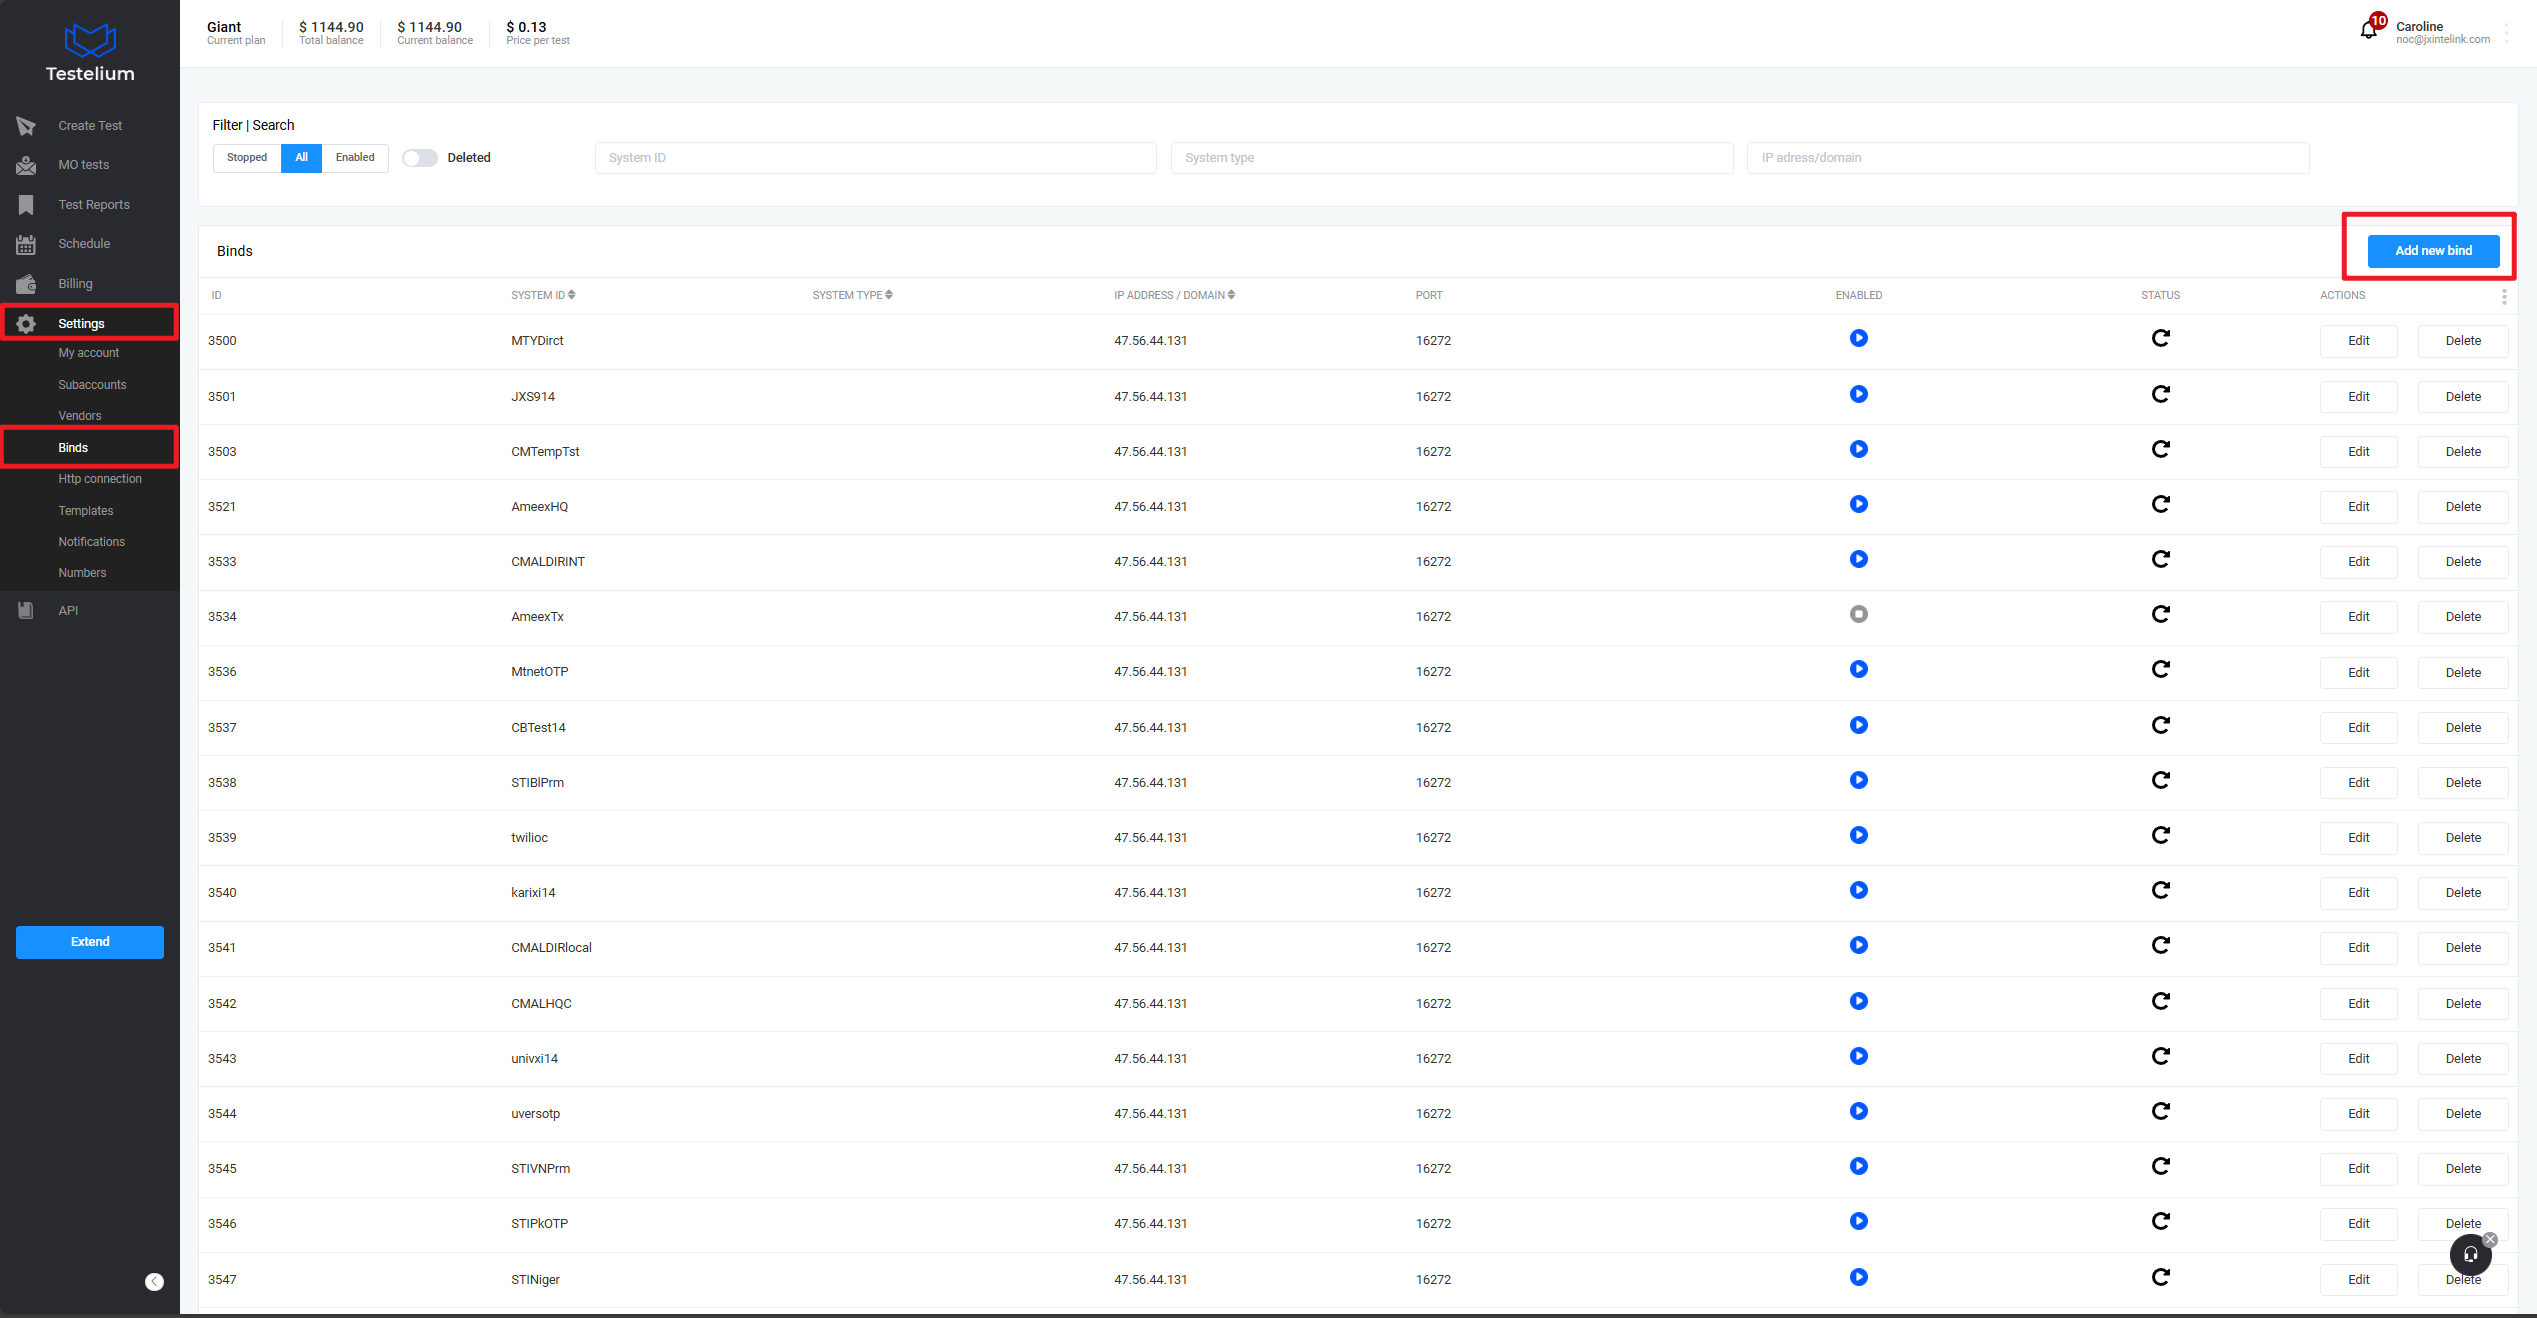 Testelium
Giant
Current plan
$ 1144.90
Total balance
$ 1144.90
Current balance
$ 0.13
Price per test
10
Caroline
noc@jxintelink.com
Create Test
MO tests
Test Reports
Schedule
Billing
Settings
My account
Subaccounts
Vendors
Binds
Http connection
Templates
Notifications
Numbers
API
Extend
Filter | Search
Stopped All Enabled Deleted System ID System type IP adress/domain
Binds Add new bind
ID SYSTEM ID SYSTEM TYPE IP ADDRESS / DOMAIN PORT ENABLED STATUS ACTIONS
3500 MTYDirct 47.56.44.131 16272 Edit Delete
3501 JXS914 47.56.44.131 16272 Edit Delete
3503 CMTempTst 47.56.44.131 16272 Edit Delete
3521 AmeexHQ 47.56.44.131 16272 Edit Delete
3533 CMALDIRINT 47.56.44.131 16272 Edit Delete
3534 AmeexTx 47.56.44.131 16272 Edit Delete
3536 MtnetOTP 47.56.44.131 16272 Edit Delete
3537 CBTest14 47.56.44.131 16272 Edit Delete
3538 STIBlPrm 47.56.44.131 16272 Edit Delete
3539 twilioc 47.56.44.131 16272 Edit Delete
3540 karixi14 47.56.44.131 16272 Edit Delete
3541 CMALDIRlocal 47.56.44.131 16272 Edit Delete
3542 CMALHQC 47.56.44.131 16272 Edit Delete
3543 univxi14 47.56.44.131 16272 Edit Delete
3544 uversotp 47.56.44.131 16272 Edit Delete
3545 STIVNPrm 47.56.44.131 16272 Edit Delete
3546 STIPkOTP 47.56.44.131 16272 Edit Delete
3547 STINiger 47.56.44.131 16272 Edit Delete